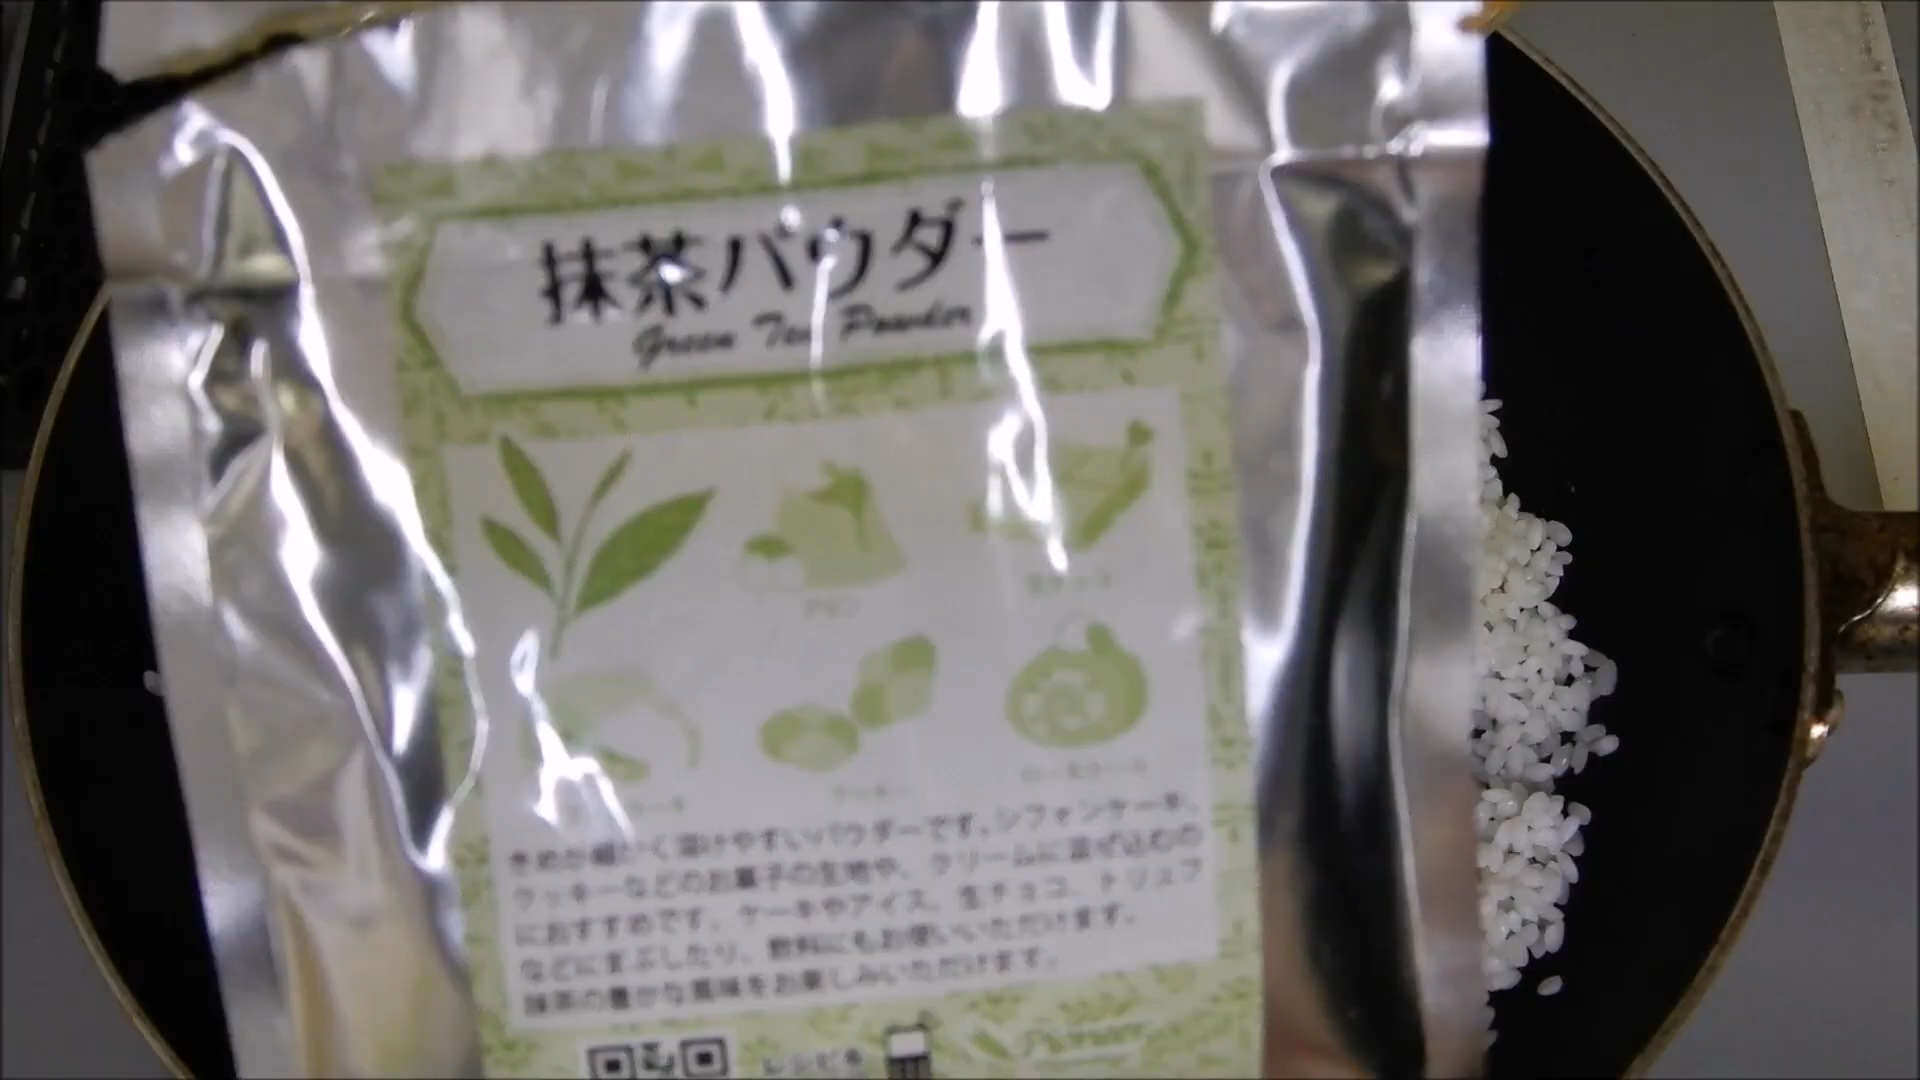 抹茶パウダー
Green Tea Powder
きめが細かく溶けやすいパウダーです。シフォンケーキ、
クッキーなどのお菓子の生地や、クリームに混ぜ込むの
におすすめです。ケーキやアイス、生チョコ、トリュフ
などにまぶしたり、飲料にもお使いいただけます。
抹茶の豊かな風味をお楽しみいただけます。
レシピも